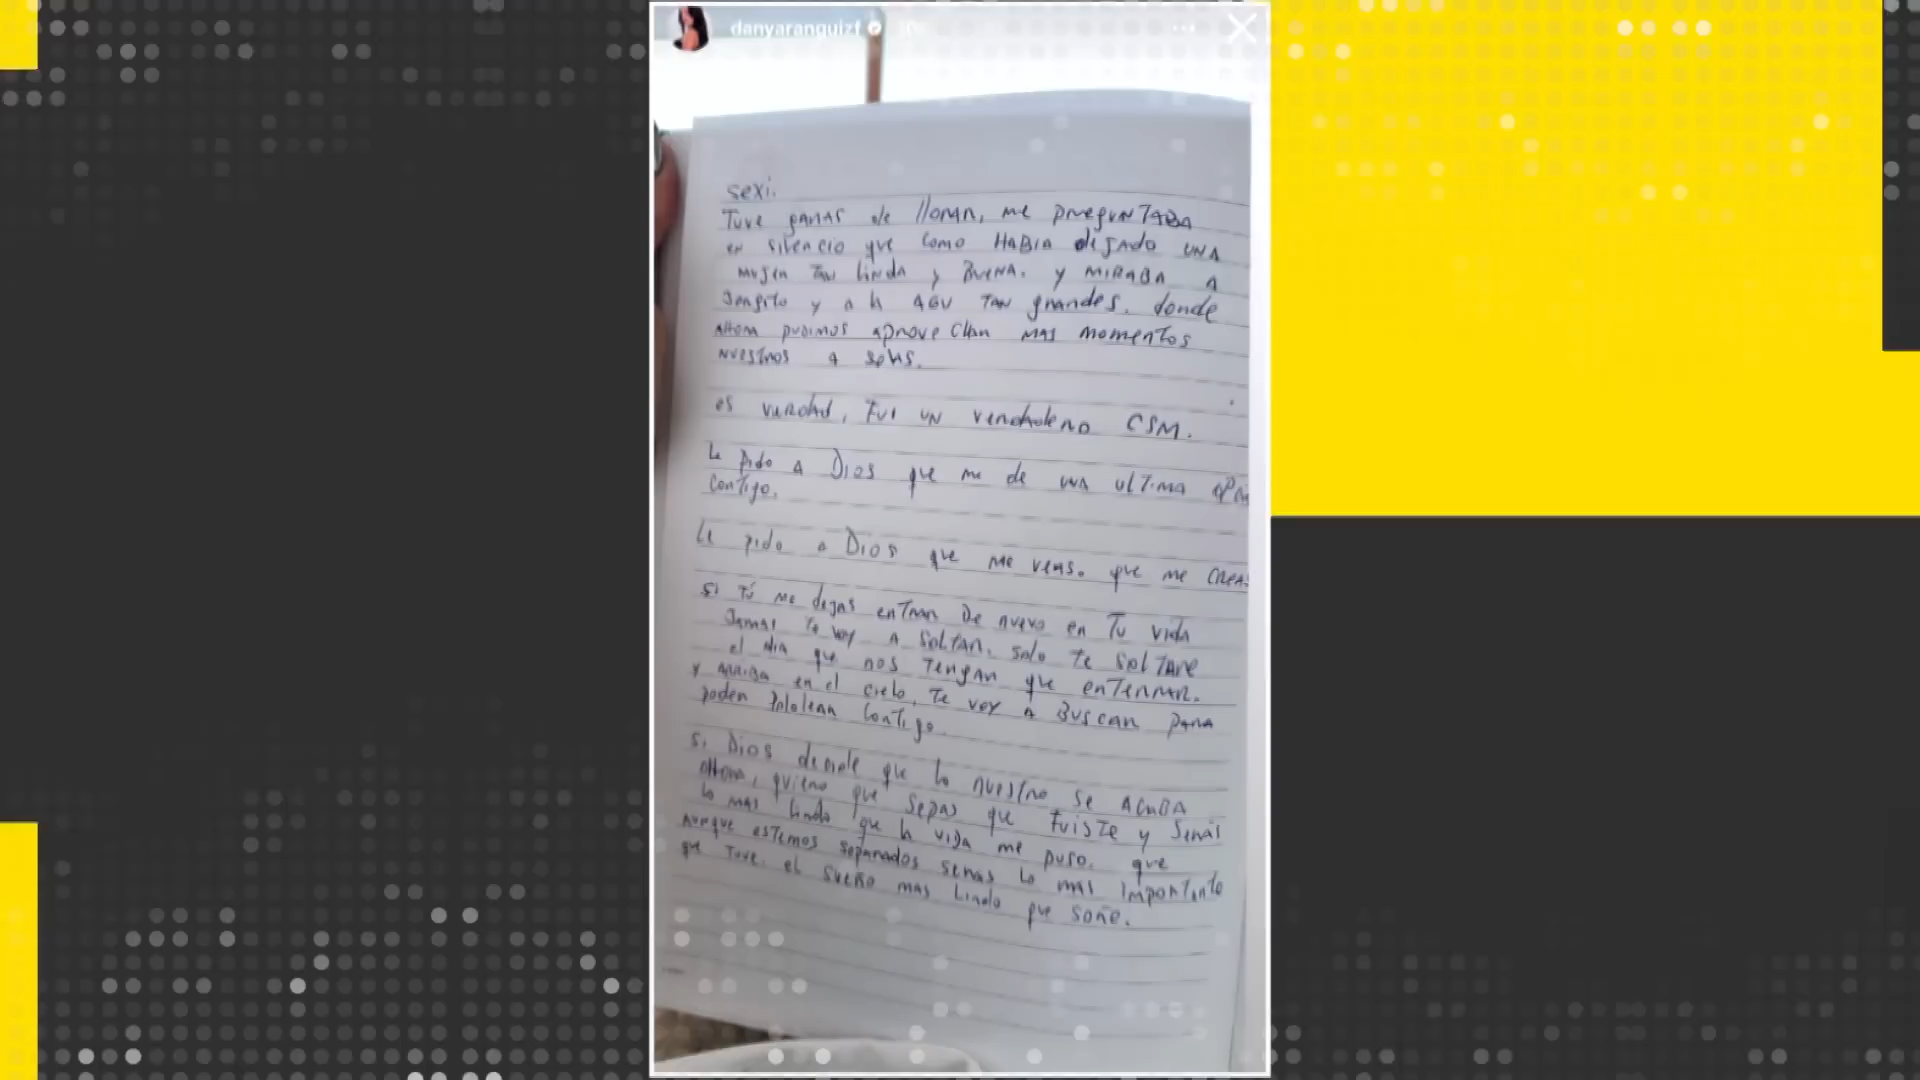 danyaranguizf
sexi.
Tuve ganas de llorar, me preguntaba
en silencio que como había dejado una
mujer tan linda y buena. y miraba a
Jorgito y a la agu tan grandes. donde
ahora pudimos aprovechar mas momentos
nuestros a solas.
es verdad, fui un verdadero CSM.
Le pido a Dios que me de una ultima
contigo.
Le pido a Dios que me veas. que me creas
si tú me dejas entrar de nuevo en tu vida
Jamas te voy a soltar. solo te soltare
el dia que nos tengan que enterrar.
y arriba en el cielo, te voy a buscar para
poder pololear contigo.
si Dios decide que lo nuestro se acaba
ahora, quiero que sepas que fuiste y serás
lo mas lindo que la vida me puso. que
aunque estemos separados seras lo mas importante
que tuve. el sueño mas lindo que soñe.